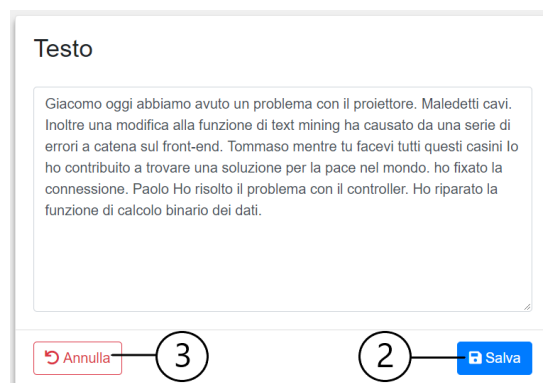 Testo
Giacomo oggi abbiamo avuto un problema con il proiettore. Maledetti cavi.
Inoltre una modifica alla funzione di text mining ha causato da una serie di
errori a catena sul front-end. Tommaso mentre tu facevi tutti questi casini Io
ho contribuito a trovare una soluzione per la pace nel mondo. ho fixato la
connessione. Paolo Ho risolto il problema con il controller. Ho riparato la
funzione di calcolo binario dei dati.
Annulla 3 2 Salva